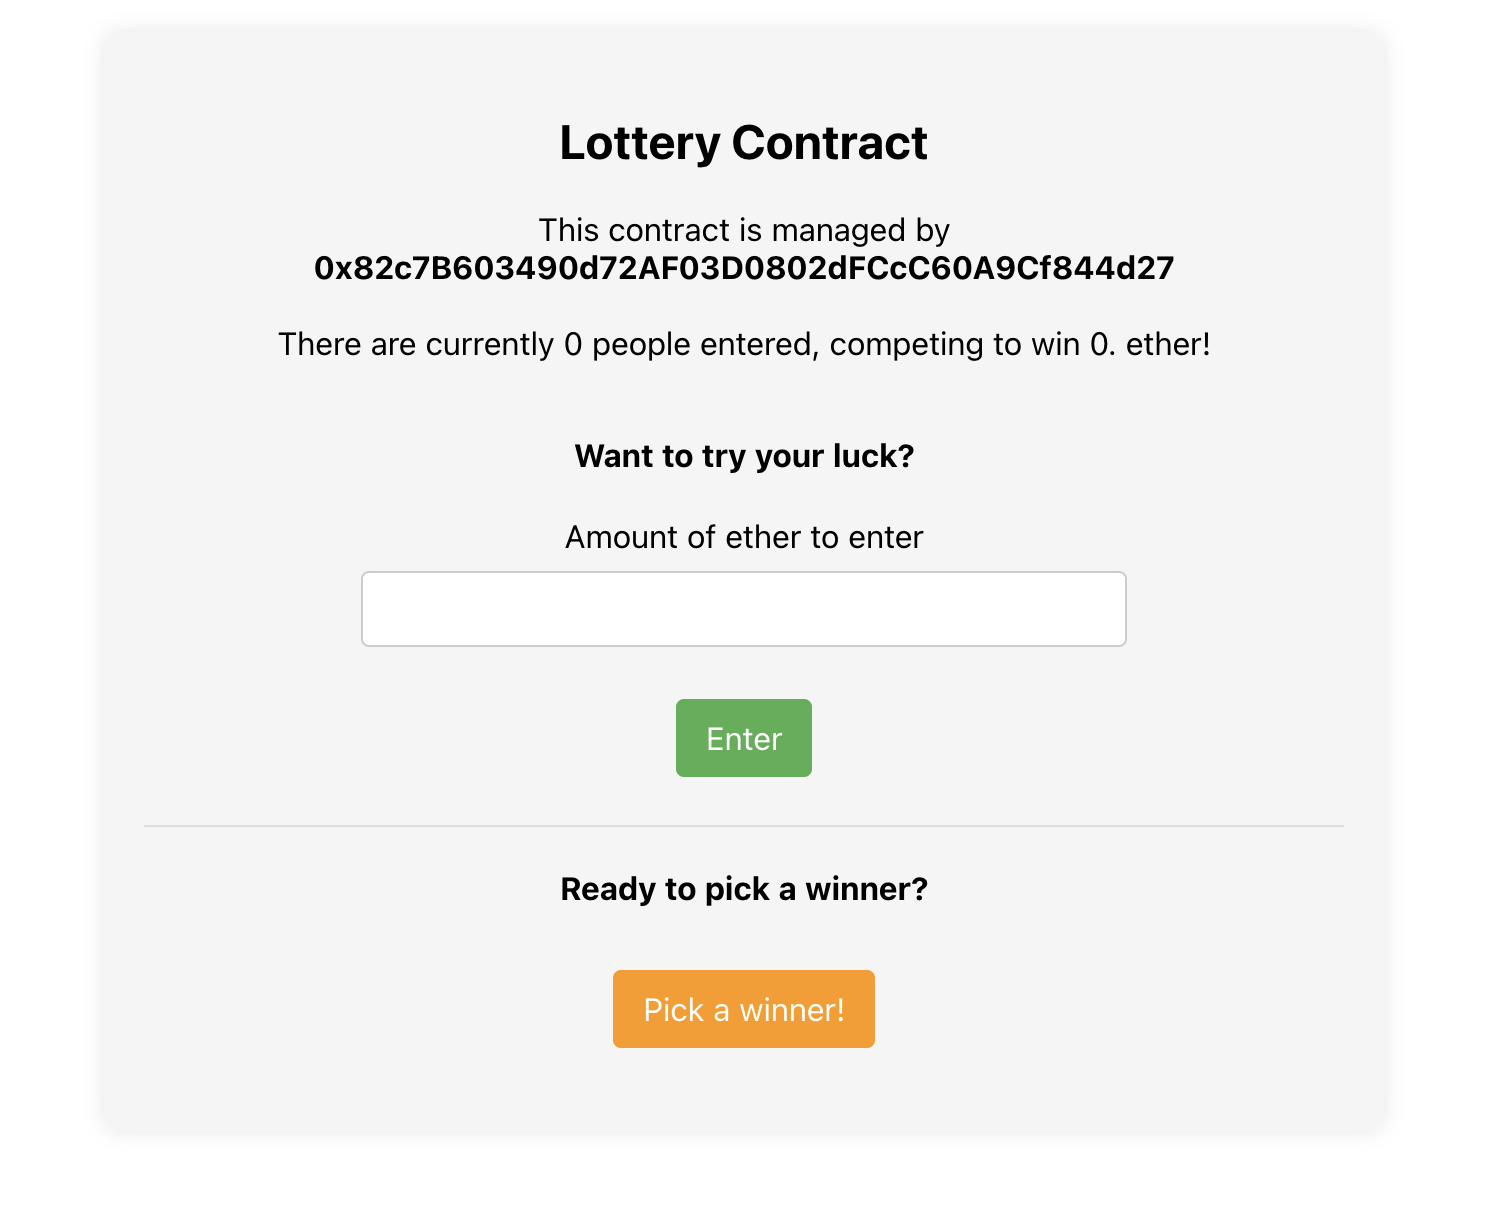 Lottery Contract
This contract is managed by
0x82c7B603490d72AF03D0802dFCcC60A9Cf844d27
There are currently 0 people entered, competing to win 0. ether!
Want to try your luck?
Amount of ether to enter
Enter
Ready to pick a winner?
Pick a winner!